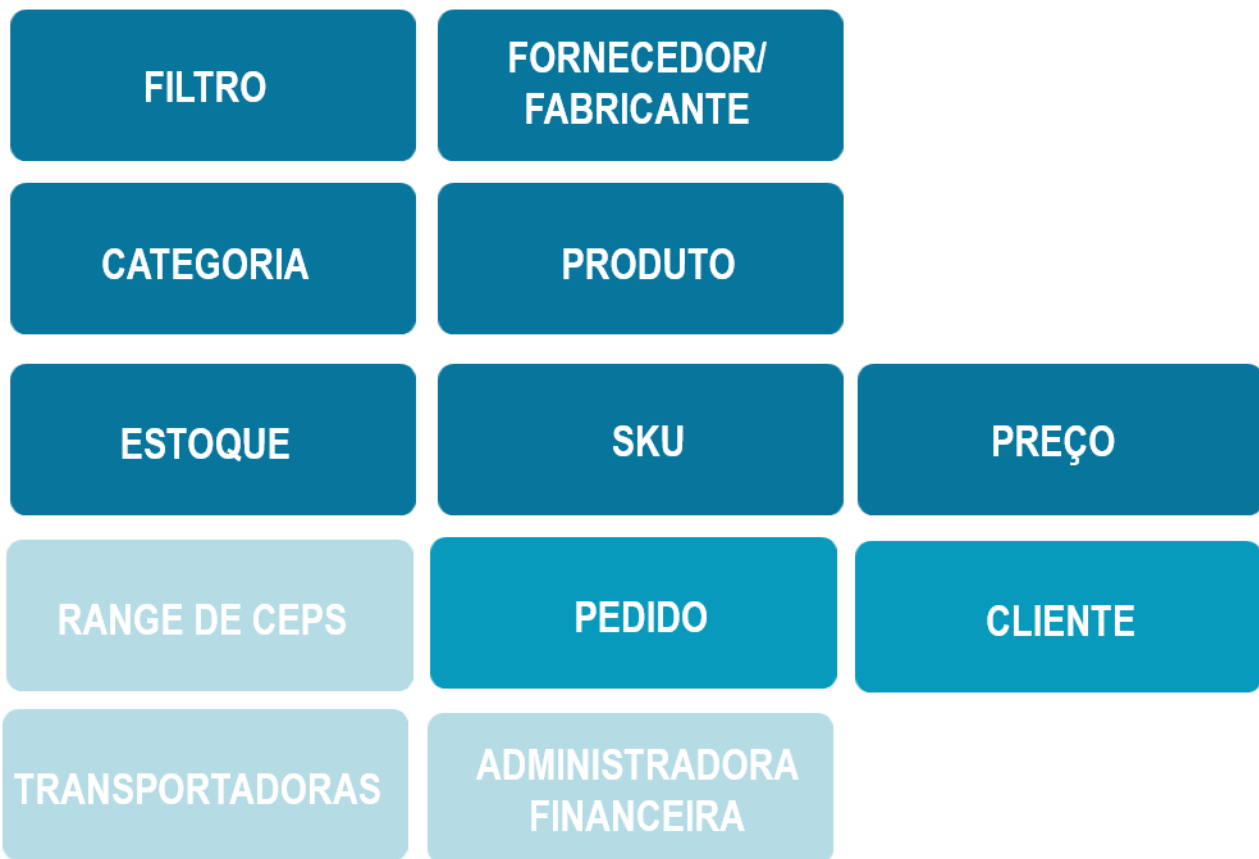 FILTRO
FORNECEDOR/
FABRICANTE
CATEGORIA
PRODUTO
ESTOQUE
SKU
PREÇO
RANGE DE CEPS
PEDIDO
CLIENTE
TRANSPORTADORAS
ADMINISTRADORA
FINANCEIRA